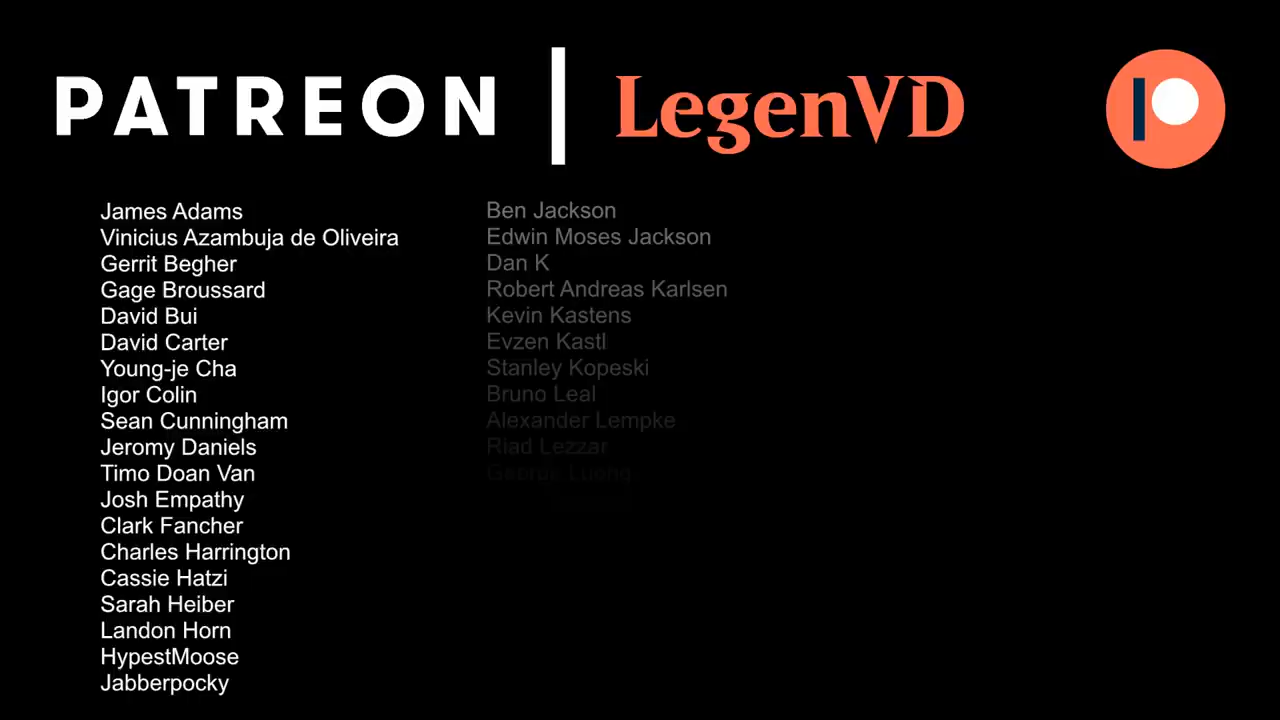 PATREON | LegenVD
James Adams
Vinicius Azambuja de Oliveira
Gerrit Begher
Gage Broussard
David Bui
David Carter
Young-je Cha
Igor Colin
Sean Cunningham
Jeromy Daniels
Timo Doan Van
Josh Empathy
Clark Fancher
Charles Harrington
Cassie Hatzi
Sarah Heiber
Landon Horn
HypestMoose
Jabberpocky
Ben Jackson
Edwin Moses Jackson
Dan K
Robert Andreas Karlsen
Kevin Kastens
Evzen Kastl
Stanley Kopeski
Bruno Leal
Alexander Lempke
Riad Lezzar